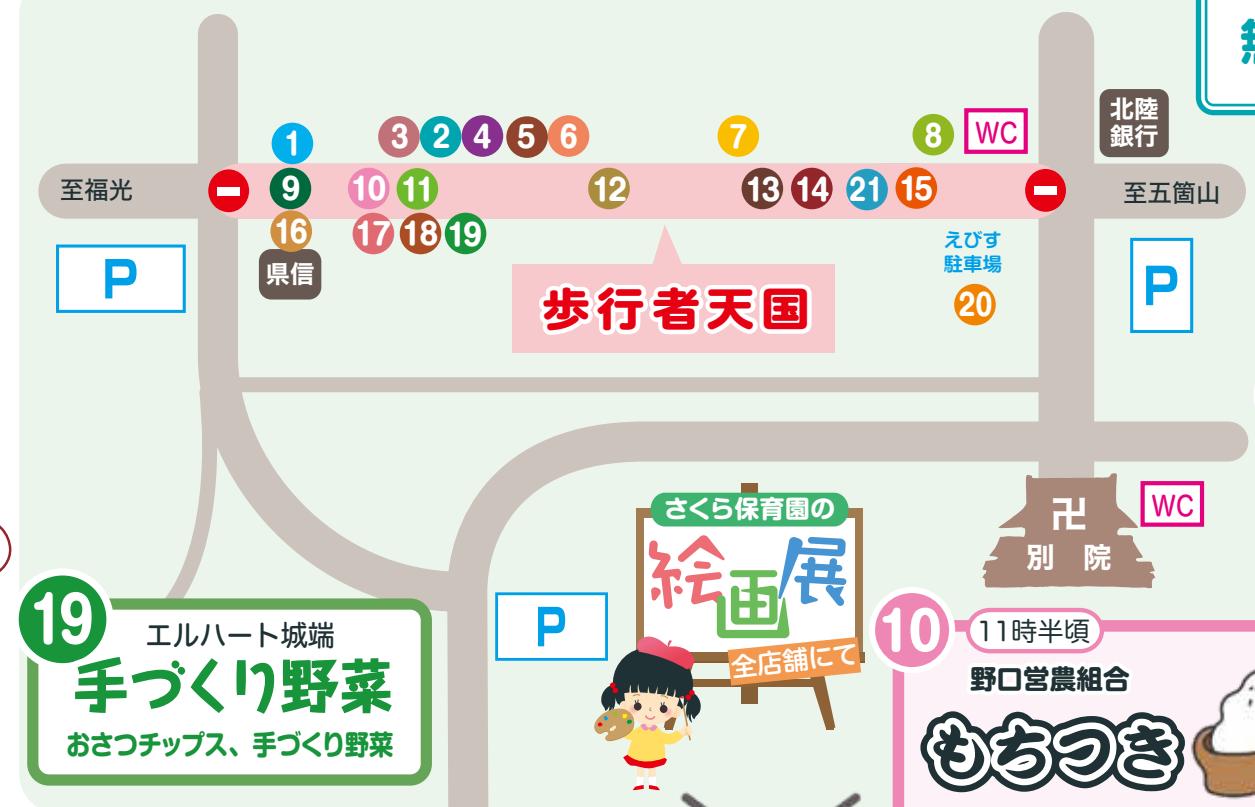 北陸
銀行
1
3
2
4
5
6
7
8
WC
至福光
9
10
11
12
13
14
21
15
至五箇山
16
17
18
19
県信
えびす
駐車場
20
P
P
歩行者天国
さくら保育園の
絵画展
全店舗にて
卍
別 院
WC
P
19
エルハート城端
手づくり野菜
おさつチップス、手づくり野菜
10
11時半頃
野口営農組合
もちつき